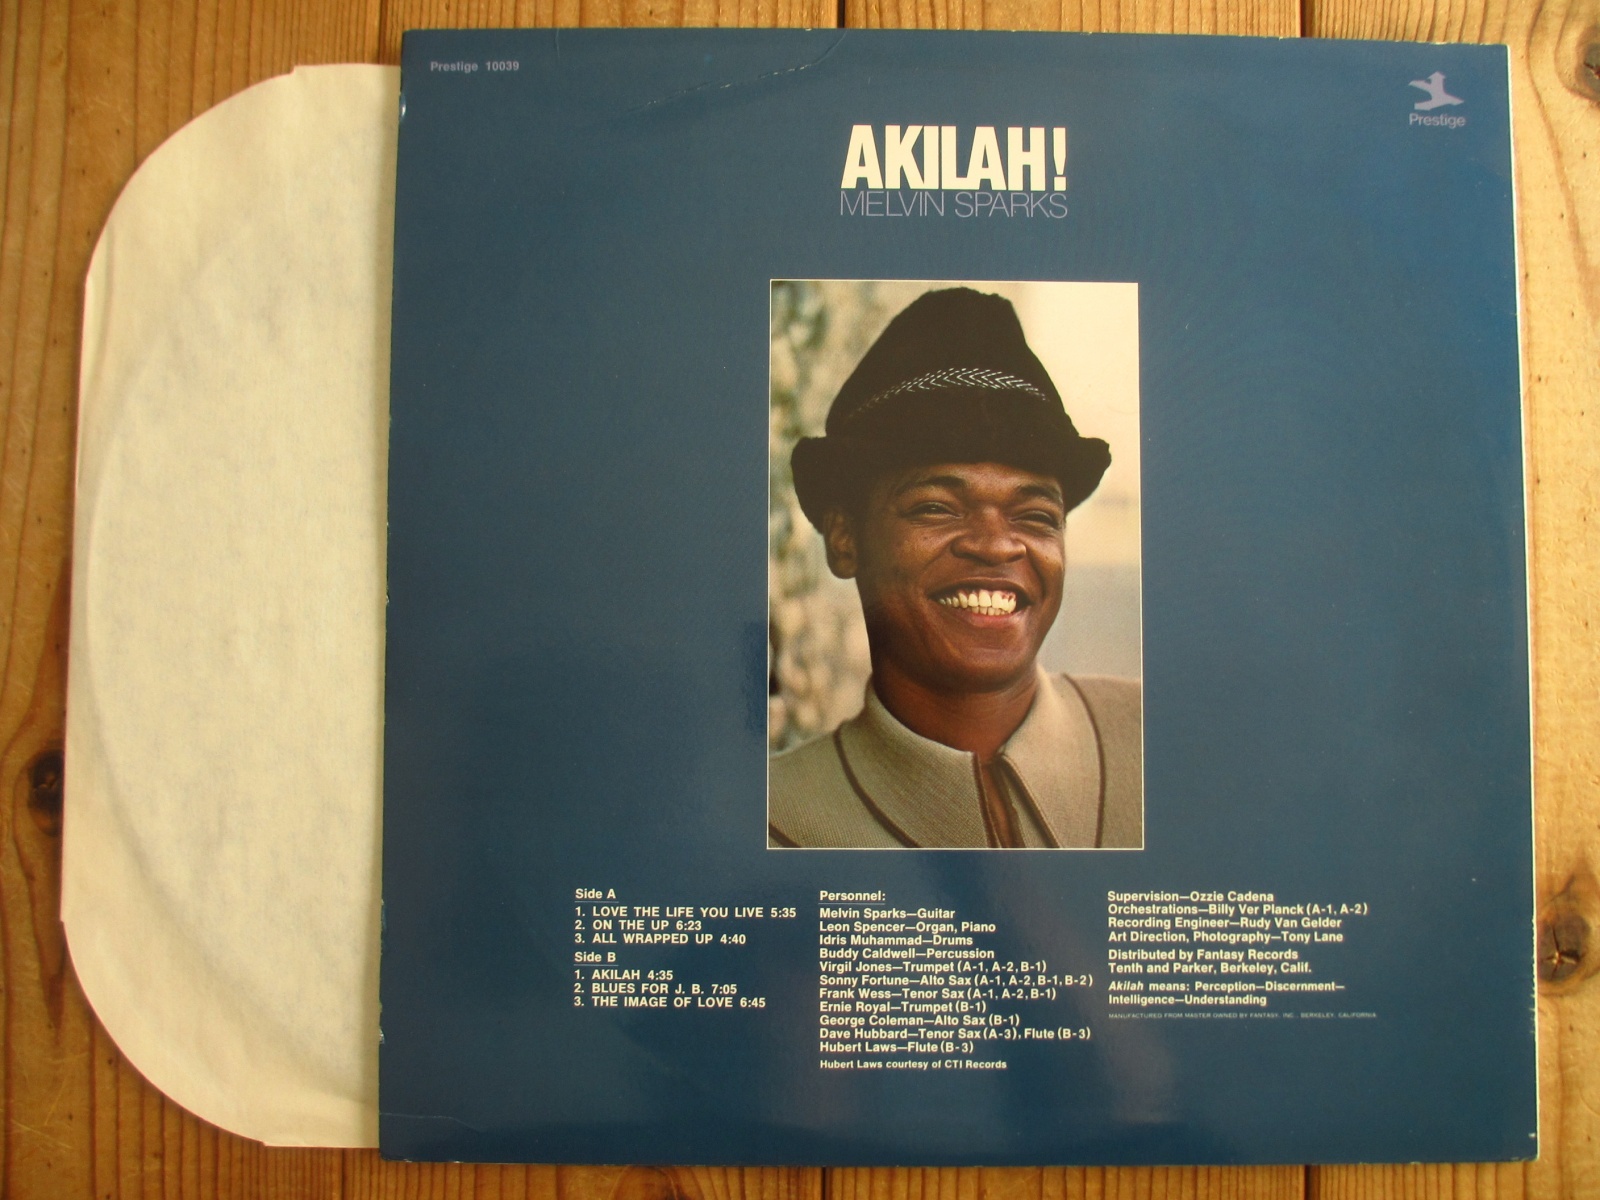 Prestige 10039
Prestige
AKILAH!
MELVIN SPARKS
Side A
1. LOVE THE LIFE YOU LIVE 5:35
2. ON THE UP 6:23
3. ALL WRAPPED UP 4:40
Side B
1. AKILAH 4:35
2. BLUES FOR J. B. 7:05
3. THE IMAGE OF LOVE 6:45
Personnel:
Melvin Sparks—Guitar
Leon Spencer—Organ, Piano
Idris Muhammad—Drums
Buddy Caldwell—Percussion
Virgil Jones—Trumpet (A-1, A-2, B-1)
Sonny Fortune—Alto Sax (A-1, A-2, B-1, B-2)
Frank Wess—Tenor Sax (A-1, A-2, B-1)
Ernie Royal—Trumpet (B-1)
George Coleman—Alto Sax (B-1)
Dave Hubbard—Tenor Sax (A-3), Flute (B-3)
Hubert Laws—Flute (B-3)
Hubert Laws courtesy of CTI Records
Supervision—Ozzie Cadena
Orchestrations—Billy Ver Planck (A-1, A-2)
Recording Engineer—Rudy Van Gelder
Art Direction, Photography—Tony Lane
Distributed by Fantasy Records
Tenth and Parker, Berkeley, Calif.
Akilah means: Perception—Discernment—
Intelligence—Understanding
MANUFACTURED FROM MASTER OWNED BY FANTASY, INC., BERKELEY, CALIFORNIA